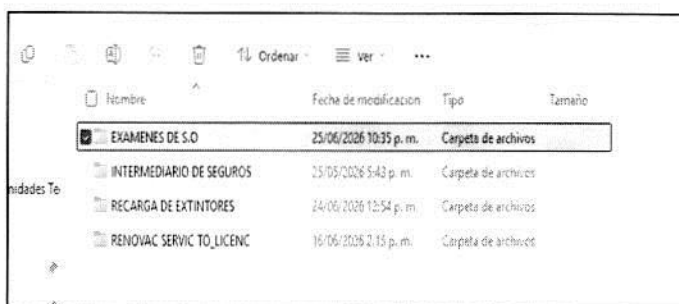 Ordenar Ver ...
Nombre Fecha de modificación Tipo Tamaño
EXAMENES DE S.O 25/06/2026 10:35 p. m. Carpeta de archivos
INTERMEDIARIO DE SEGUROS 25/05/2026 5:43 p. m. Carpeta de archivos
nidades Te
RECARGA DE EXTINTORES 24/06/2026 12:54 p. m. Carpeta de archivos
RENOVAC SERVIC TO_LICENC 16/06/2026 2:15 p. m. Carpeta de archivos